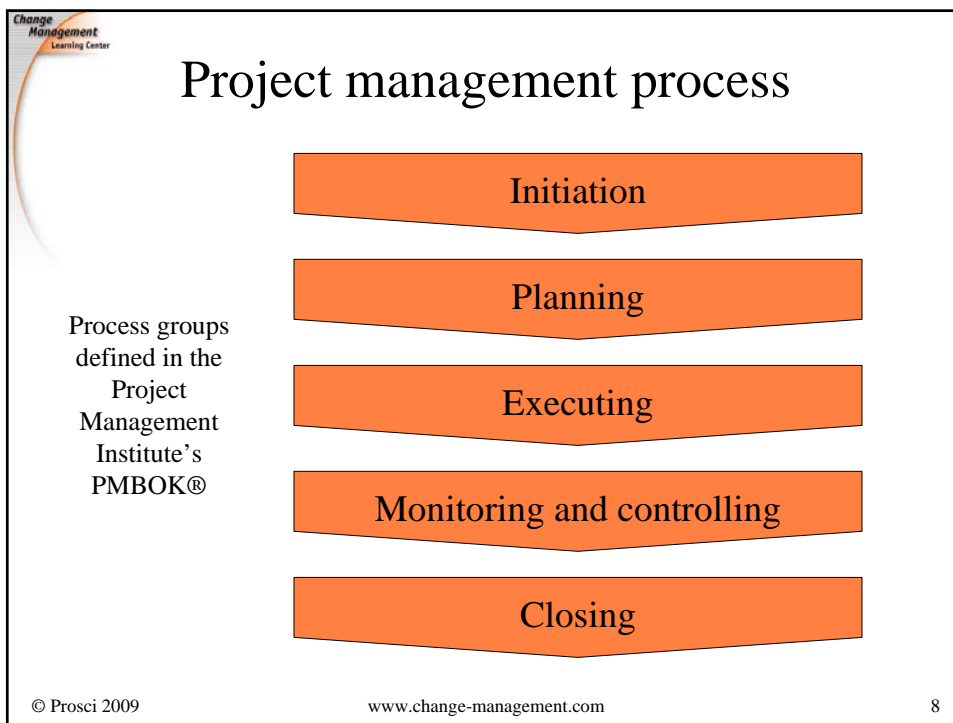 Change
Management
Learning Center
Project management process
Initiation
Planning
Process groups
defined in the
Project
Management
Institute’s
PMBOK®
Executing
Monitoring and controlling
Closing
© Prosci 2009 www.change-management.com 8